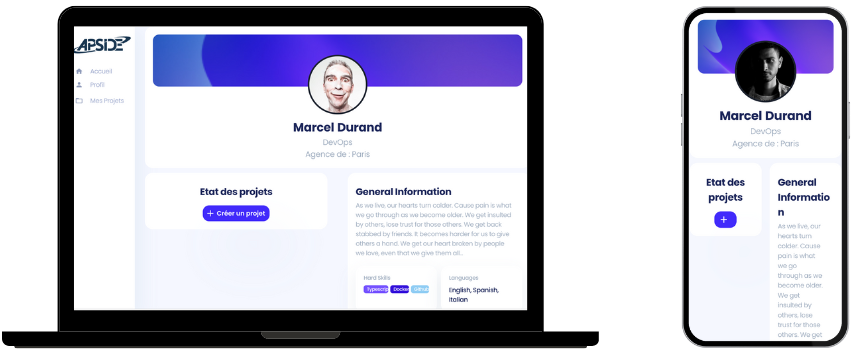 APSIDE
Accueil
Profil
Mes Projets
Marcel Durand
DevOps
Agence de : Paris
Etat des projets
+ Créer un projet
General Information
As we live, our hearts turn colder. Cause pain is what
we go through as we become older. We get insulted
by others, lose trust for those others. We get back
stabbed by friends. It becomes harder for us to give
others a hand. We get our heart broken by people
we love, even that we give them all...
Hard Skills
Typescrip
Docker
Github
Languages
English, Spanish,
Italian
Marcel Durand
DevOps
Agence de : Paris
Etat des
projets
+
General
Informatio
n
As we live, our
hearts turn
colder. Cause
pain is what
we go
through as we
become older.
We get
insulted by
others, lose
trust for those
others. We get